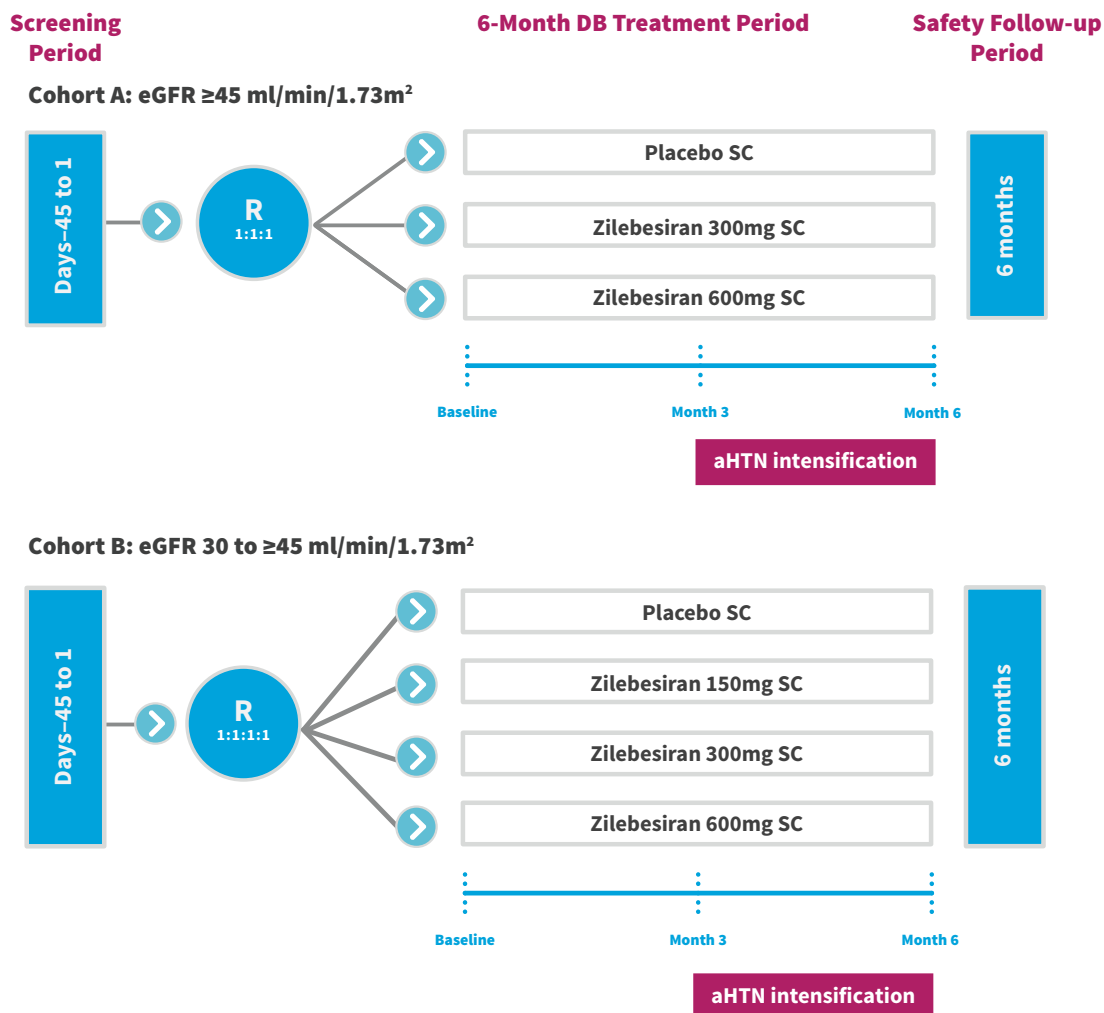 Screening
Period
6-Month DB Treatment Period
Safety Follow-up
Period
Cohort A: eGFR ≥45 ml/min/1.73m²
Days–45 to 1
R
1:1:1
Placebo SC
Zilebesiran 300mg SC
Zilebesiran 600mg SC
6 months
Baseline
Month 3
Month 6
aHTN intensification
Cohort B: eGFR 30 to ≥45 ml/min/1.73m²
Days–45 to 1
R
1:1:1:1
Placebo SC
Zilebesiran 150mg SC
Zilebesiran 300mg SC
Zilebesiran 600mg SC
6 months
Baseline
Month 3
Month 6
aHTN intensification